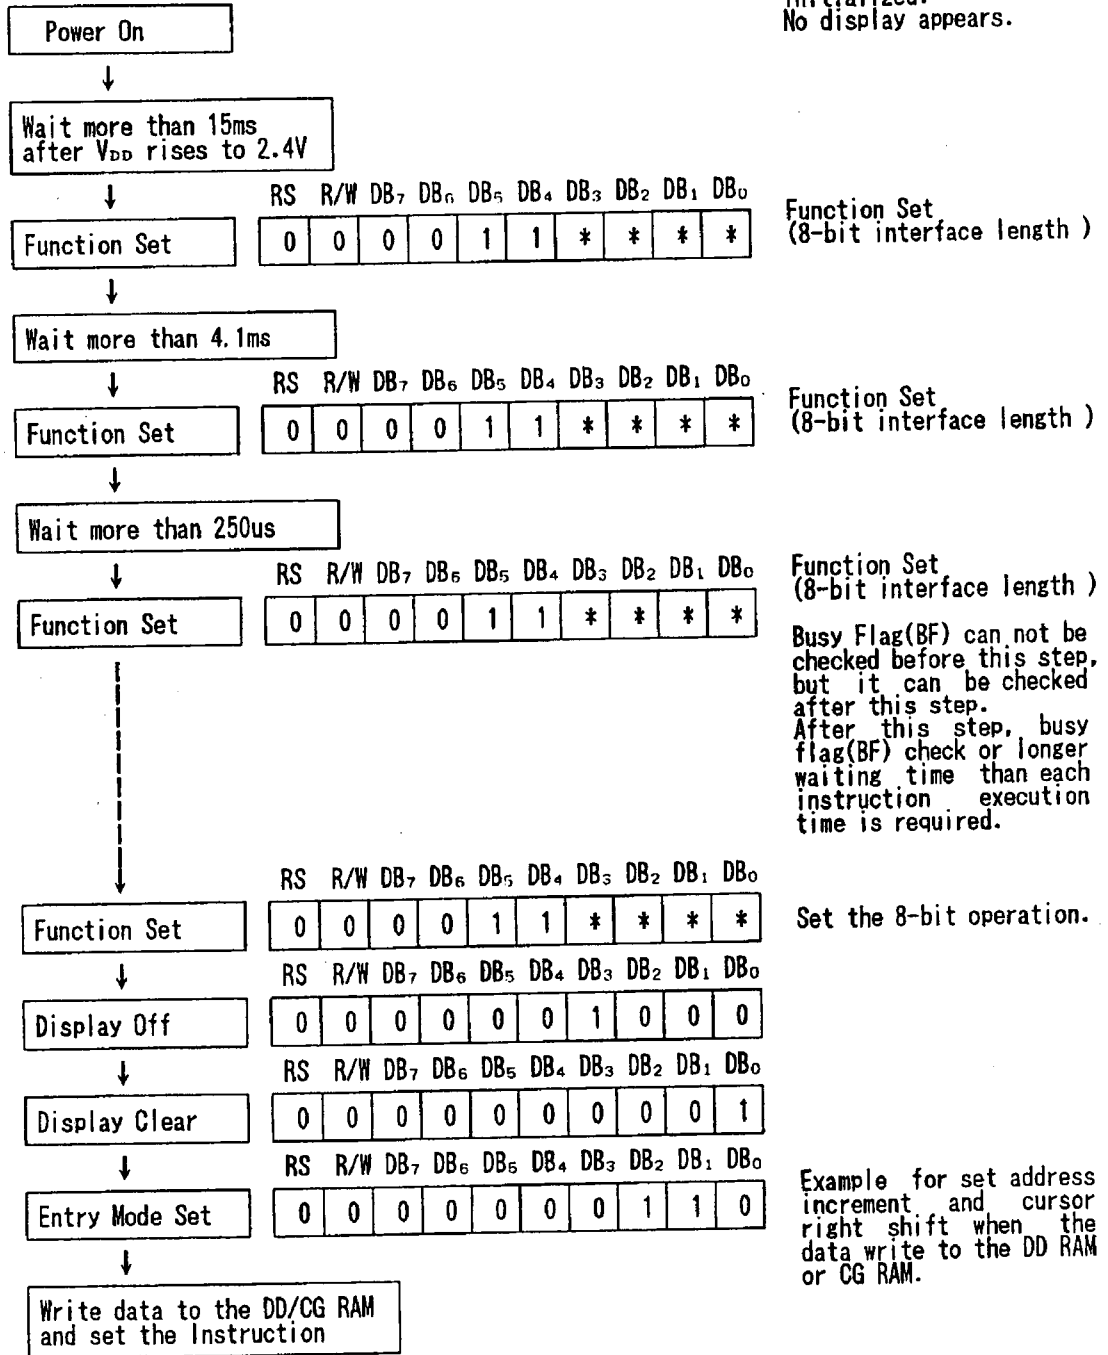 Initialized.
No display appears.
Power On
↓
Wait more than 15ms
after VDD rises to 2.4V
↓
RS R/W DB7 DB6 DB5 DB4 DB3 DB2 DB1 DB0
Function Set 0 0 0 0 1 1 * * * *
Function Set
(8-bit interface length )
↓
Wait more than 4.1ms
↓
RS R/W DB7 DB6 DB5 DB4 DB3 DB2 DB1 DB0
Function Set 0 0 0 0 1 1 * * * *
Function Set
(8-bit interface length )
↓
Wait more than 250us
↓
RS R/W DB7 DB6 DB5 DB4 DB3 DB2 DB1 DB0
Function Set 0 0 0 0 1 1 * * * *
Function Set
(8-bit interface length )
Busy Flag(BF) can not be
checked before this step,
but it can be checked
after this step.
After this step, busy
flag(BF) check or longer
waiting time than each
instruction execution
time is required.
RS R/W DB7 DB6 DB5 DB4 DB3 DB2 DB1 DB0
Function Set 0 0 0 0 1 1 * * * *
Set the 8-bit operation.
↓
RS R/W DB7 DB6 DB5 DB4 DB3 DB2 DB1 DB0
Display Off 0 0 0 0 0 0 1 0 0 0
↓
RS R/W DB7 DB6 DB5 DB4 DB3 DB2 DB1 DB0
Display Clear 0 0 0 0 0 0 0 0 0 1
↓
RS R/W DB7 DB6 DB5 DB4 DB3 DB2 DB1 DB0
Entry Mode Set 0 0 0 0 0 0 0 1 1 0
Example for set address
increment and cursor
right shift when the
data write to the DD RAM
or CG RAM.
↓
Write data to the DD/CG RAM
and set the Instruction